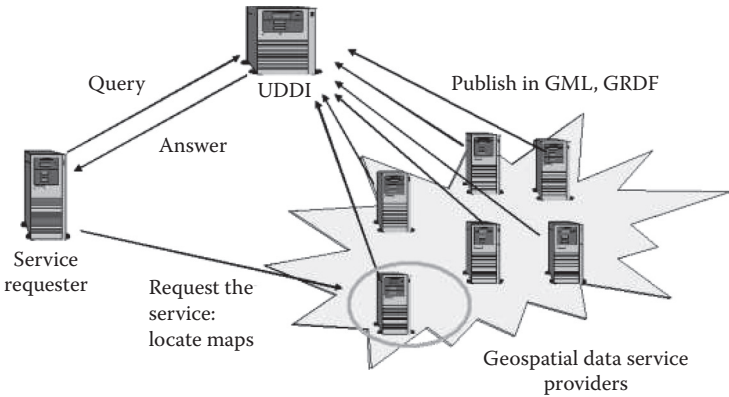 Query
UDDI
Publish in GML, GRDF
Answer
Service
requester
Request the
service:
locate maps
Geospatial data service
providers